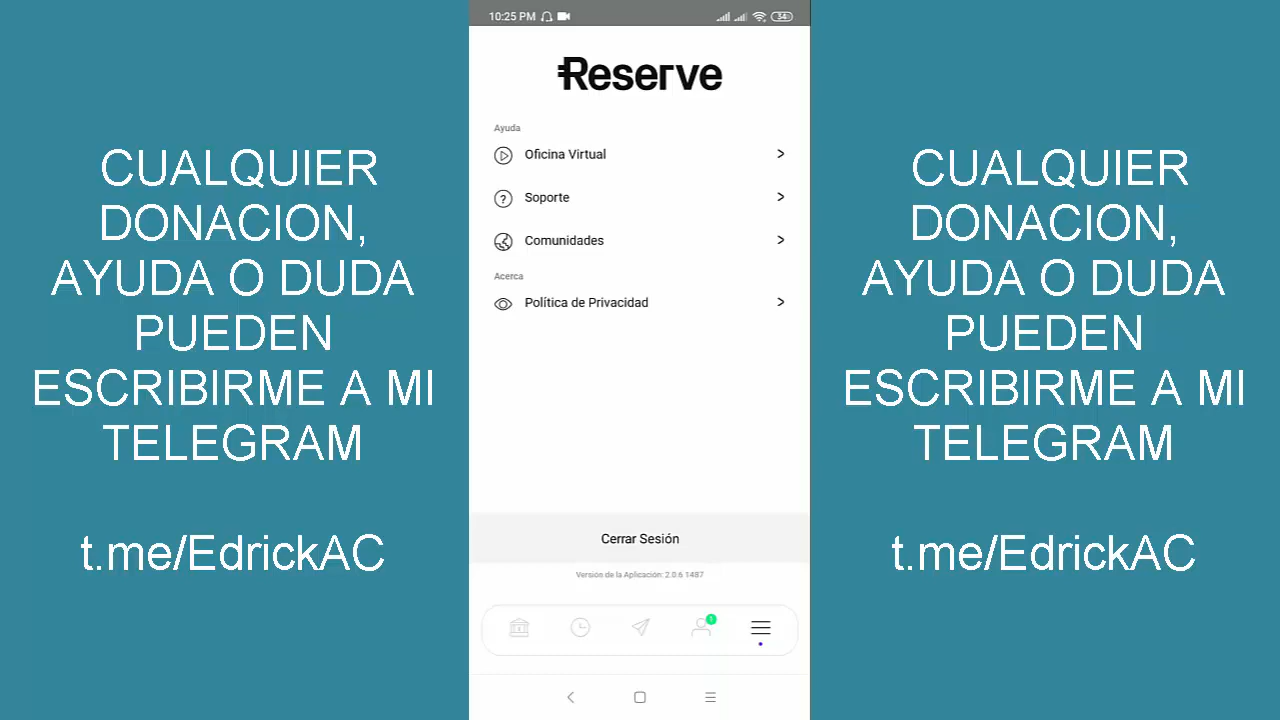 CUALQUIER
DONACION,
AYUDA O DUDA
PUEDEN
ESCRIBIRME A MI
TELEGRAM
t.me/EdrickAC
10:25 PM
34
Reserve
Ayuda
Oficina Virtual
Soporte
Comunidades
Acerca
Política de Privacidad
Cerrar Sesión
Versión de la Aplicación: 2.0.6 1487
1
CUALQUIER
DONACION,
AYUDA O DUDA
PUEDEN
ESCRIBIRME A MI
TELEGRAM
t.me/EdrickAC